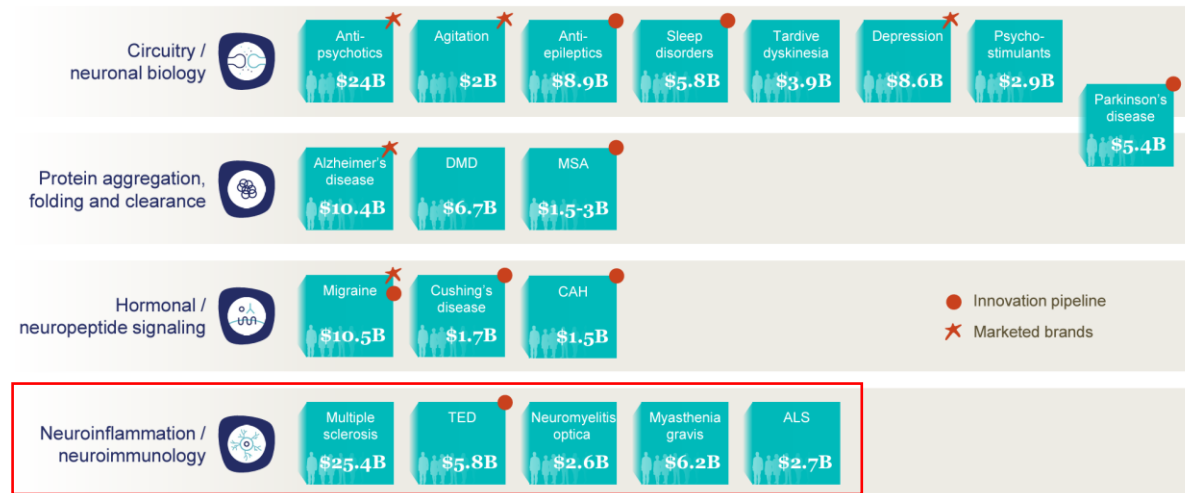 Circuitry /
neuronal biology
Anti-
psychotics
$24B
Agitation
$2B
Anti-
epileptics
$8.9B
Sleep
disorders
$5.8B
Tardive
dyskinesia
$3.9B
Depression
$8.6B
Psycho-
stimulants
$2.9B
Parkinson's
disease
$5.4B
Protein aggregation,
folding and clearance
Alzheimer's
disease
$10.4B
DMD
$6.7B
MSA
$1.5-3B
Hormonal /
neuropeptide signaling
Migraine
$10.5B
Cushing's
disease
$1.7B
CAH
$1.5B
Innovation pipeline
Marketed brands
Neuroinflammation /
neuroimmunology
Multiple
sclerosis
$25.4B
TED
$5.8B
Neuromyelitis
optica
$2.6B
Myasthenia
gravis
$6.2B
ALS
$2.7B